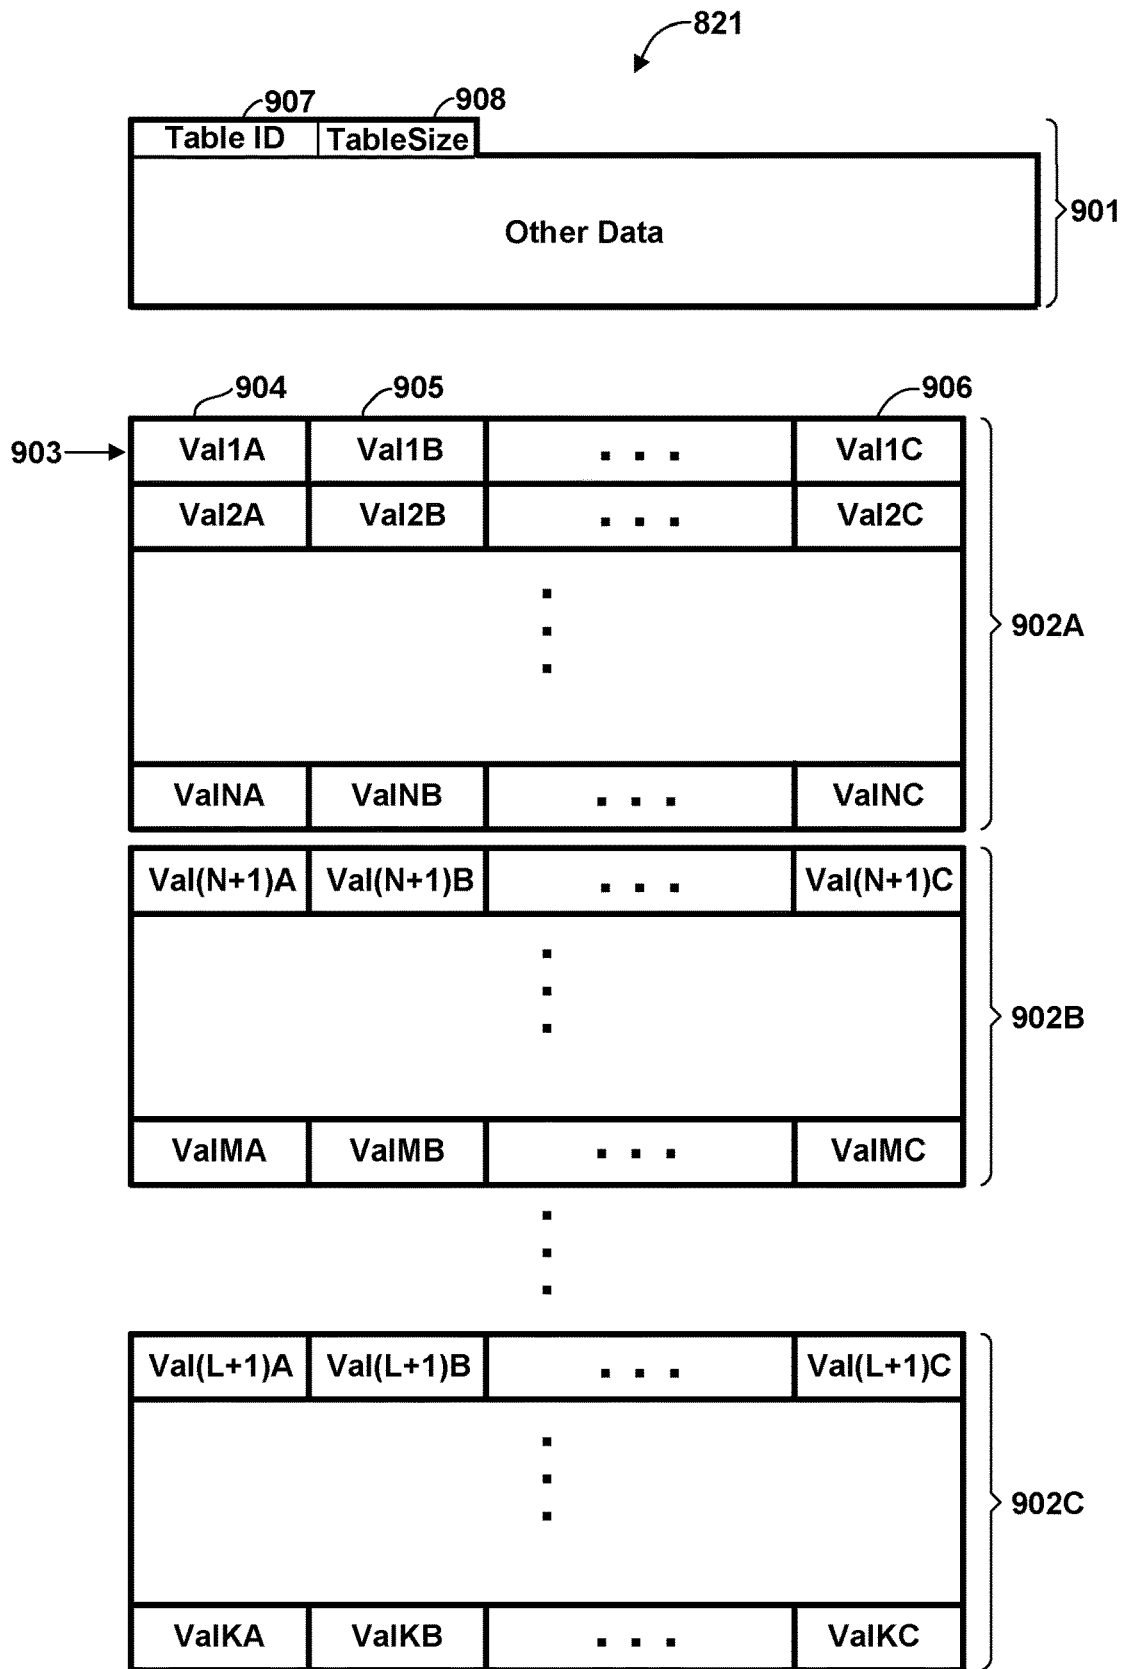 821
907 908
Table ID TableSize
901
Other Data
904 905 906
903 Val1A Val1B . . . Val1C
Val2A Val2B . . . Val2C
902A
ValNA ValNB . . . ValNC
Val(N+1)A Val(N+1)B . . . Val(N+1)C
902B
ValMA ValMB . . . ValMC
Val(L+1)A Val(L+1)B . . . Val(L+1)C
902C
ValKA ValKB . . . ValKC